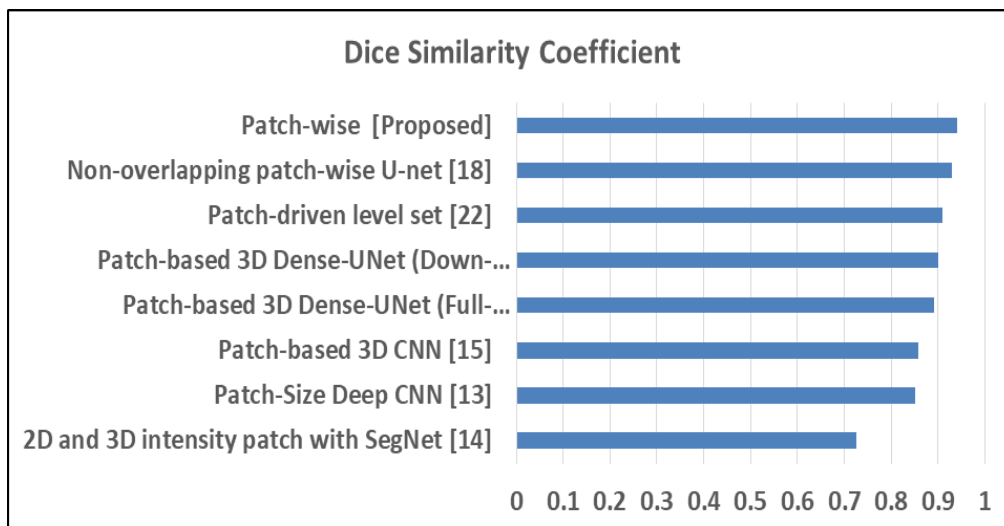 Dice Similarity Coefficient
Patch-wise [Proposed]
Non-overlapping patch-wise U-net [18]
Patch-driven level set [22]
Patch-based 3D Dense-UNet (Down-...
Patch-based 3D Dense-UNet (Full-...
Patch-based 3D CNN [15]
Patch-Size Deep CNN [13]
2D and 3D intensity patch with SegNet [14]
0 0.1 0.2 0.3 0.4 0.5 0.6 0.7 0.8 0.9 1